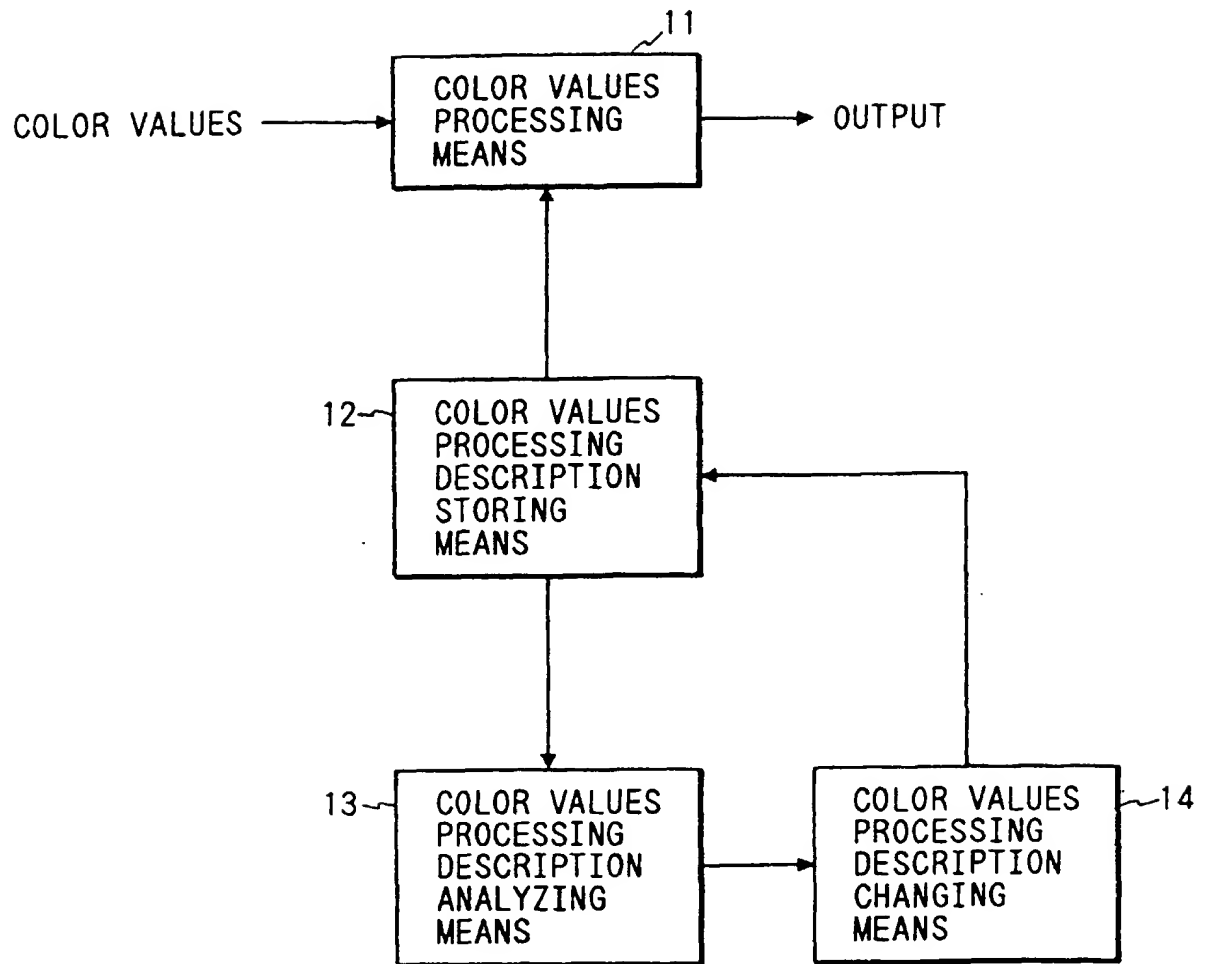 11
COLOR VALUES
PROCESSING
MEANS
COLOR VALUES
OUTPUT
12
COLOR VALUES
PROCESSING
DESCRIPTION
STORING
MEANS
13
COLOR VALUES
PROCESSING
DESCRIPTION
ANALYZING
MEANS
COLOR VALUES
PROCESSING
DESCRIPTION
CHANGING
MEANS
14